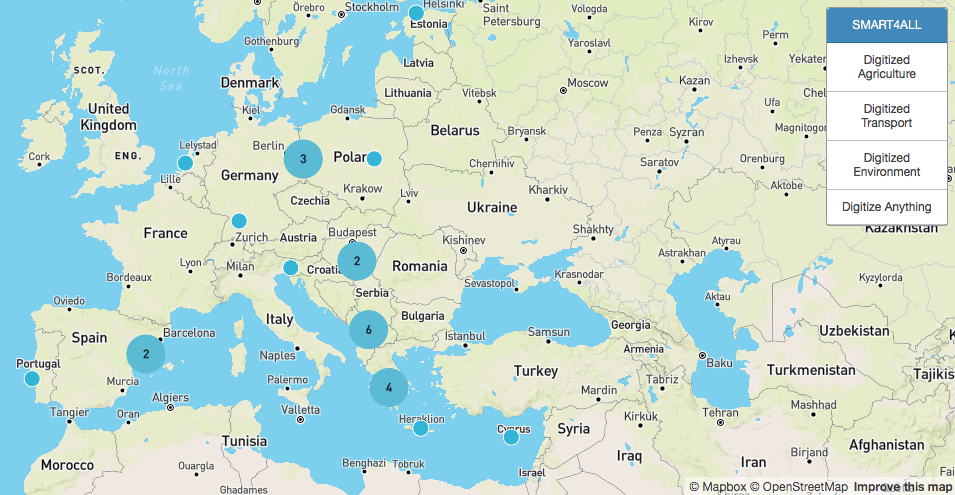 Örebro
Stockholm
Helsinki
Saint
Petersburg
Vologda
Kirov
Perm
SMART4ALL
Estonia
Gothenburg
Yaroslavl
Izhevsk
SCOT.
North
Sea
Latvia
Moscow
Kazan
Digitized
Agriculture
Denmark
Lithuania
Vitebsk
Ufa
United
Kingdom
Kiel
Gdansk
Belarus
Bryansk
Penza
Syzran
Magnitogor
Digitized
Transport
Cork
ENG.
Lelystad
Berlin
3
Chernihiv
Saratov
Orenburg
Digitized
Environment
Lille
Germany
Krakow
Lviv
Kharkiv
Aktobe
Czechia
Ukraine
Digitize Anything
France
Zurich
Austria
Budapest
Kishinev
Shakhty
Kazakhstan
Lyon
Milan
Croatia
2
Romania
Atyrau
Astrakhan
Bordeaux
Serbia
Sevastopol
Krasnodar
Aktau
Kyzylorda
Oviedo
Italy
Bulgaria
Georgia
Spain
Barcelona
6
Istanbul
Samsun
Uzbekistan
2
Naples
Armenia
Baku
Portugal
Murcia
Palermo
4
Turkey
Turkmenistan
Tajikis
Tangier
Oran
Algiers
Valletta
Heraklion
Cyprus
Mardin
Tabriz
Tehran
Mashhad
Tunisia
Syria
Kirkuk
Afghanistan
Morocco
Ouargla
Benghazi
Tobruk
Israel
Iraq
Iran
Birjand
Ghadames
© Mapbox © OpenStreetMap Improve this map